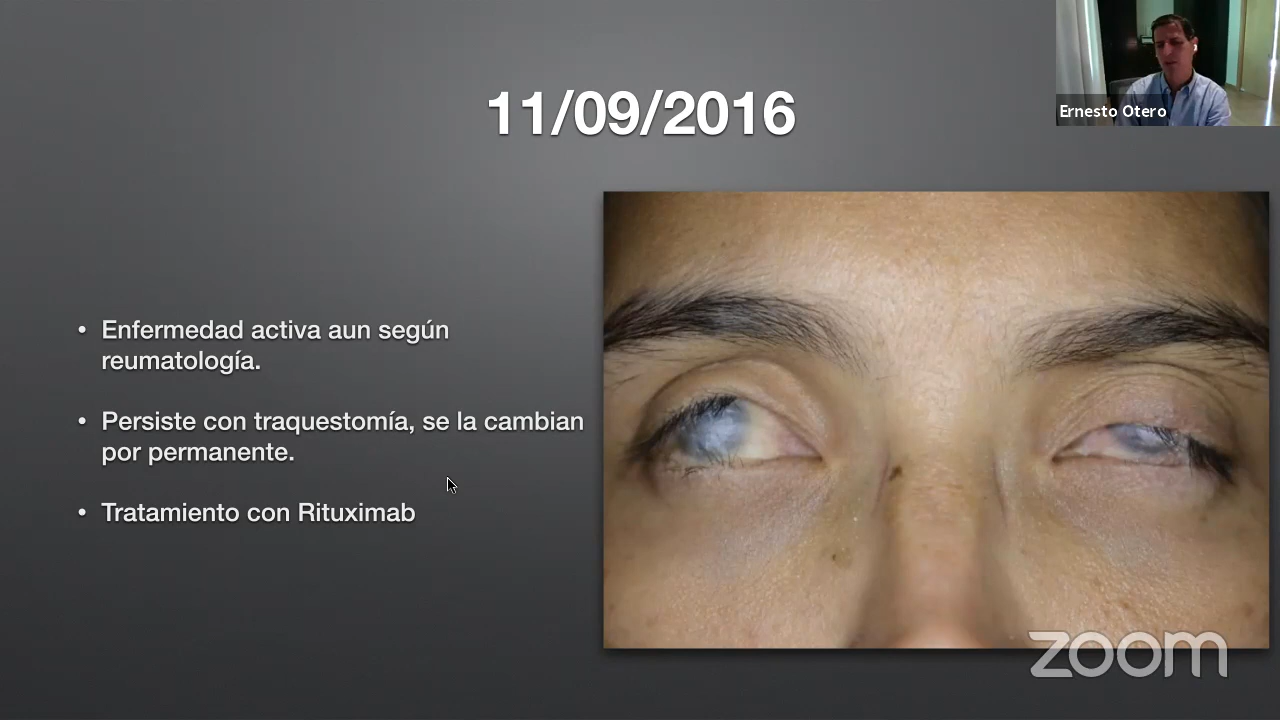 11/09/2016
Ernesto Otero
• Enfermedad activa aun según
reumatología.
• Persiste con traquestomía, se la cambian
por permanente.
• Tratamiento con Rituximab
zoom